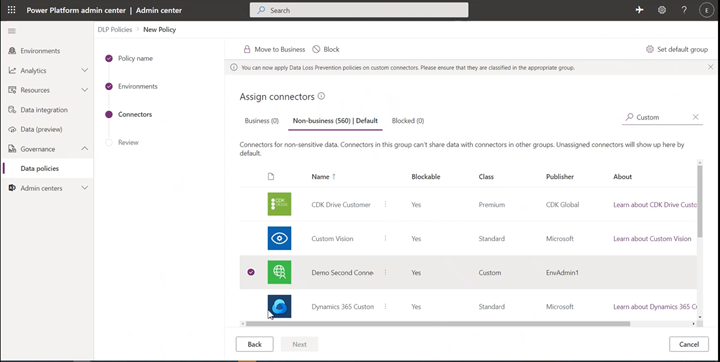 Power Platform admin center | Admin center
Search
?
E
DLP Policies > New Policy
Environments
Analytics
Resources
Data integration
Data (preview)
Governance
Data policies
Admin centers
Policy name
Environments
Connectors
Review
Move to Business
Block
Set default group
You can now apply Data Loss Prevention policies on custom connectors. Please ensure that they are classified in the appropriate group.
Assign connectors
Business (0)
Non-business (560) | Default
Blocked (0)
Custom
Connectors for non-sensitive data. Connectors in this group can't share data with connectors in other groups. Unassigned connectors will show up here by
default.
Name ↑ Blockable Class Publisher About
CDK Drive Customer Yes Premium CDK Global Learn about CDK Drive Custo
Custom Vision Yes Standard Microsoft Learn about Custom Vision
Demo Second Conne Yes Custom EnvAdmin1
Dynamics 365 Custon Yes Standard Microsoft Learn about Dynamics 365 C
Back
Next
Cancel